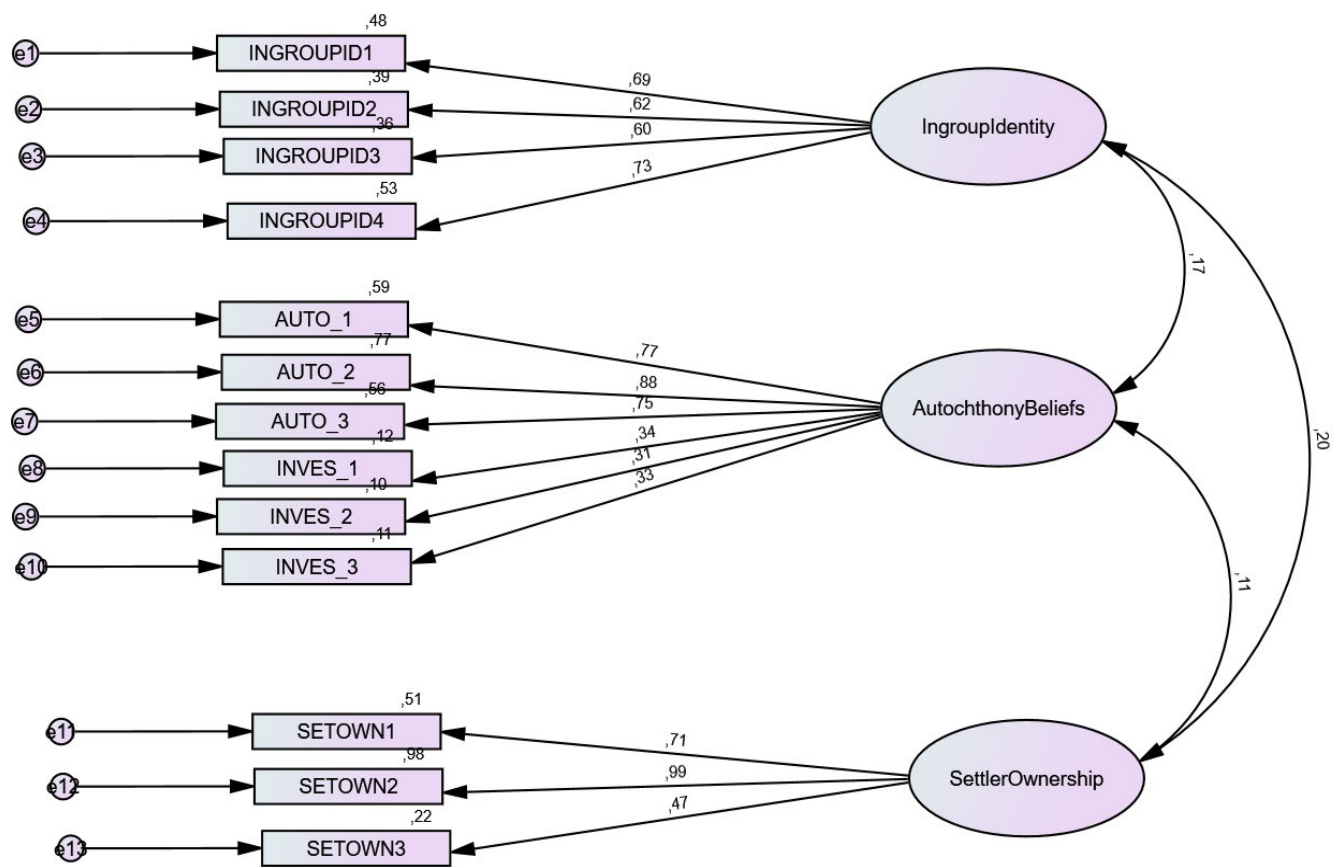 ,48
e1 INGROUPID1
,69
IngroupIdentity
,39
e2 INGROUPID2
,62
,36
e3 INGROUPID3
,60
,53
e4 INGROUPID4
,73
,17
,20
,59
e5 AUTO_1
,77
,77
e6 AUTO_2
,88
AutochthonyBeliefs
,56
e7 AUTO_3
,75
,12
e8 INVES_1
,34
,10
e9 INVES_2
,31
,11
e10 INVES_3
,33
,11
,51
e11 SETOWN1
,71
,98
e12 SETOWN2
,99
SettlerOwnership
,22
e13 SETOWN3
,47